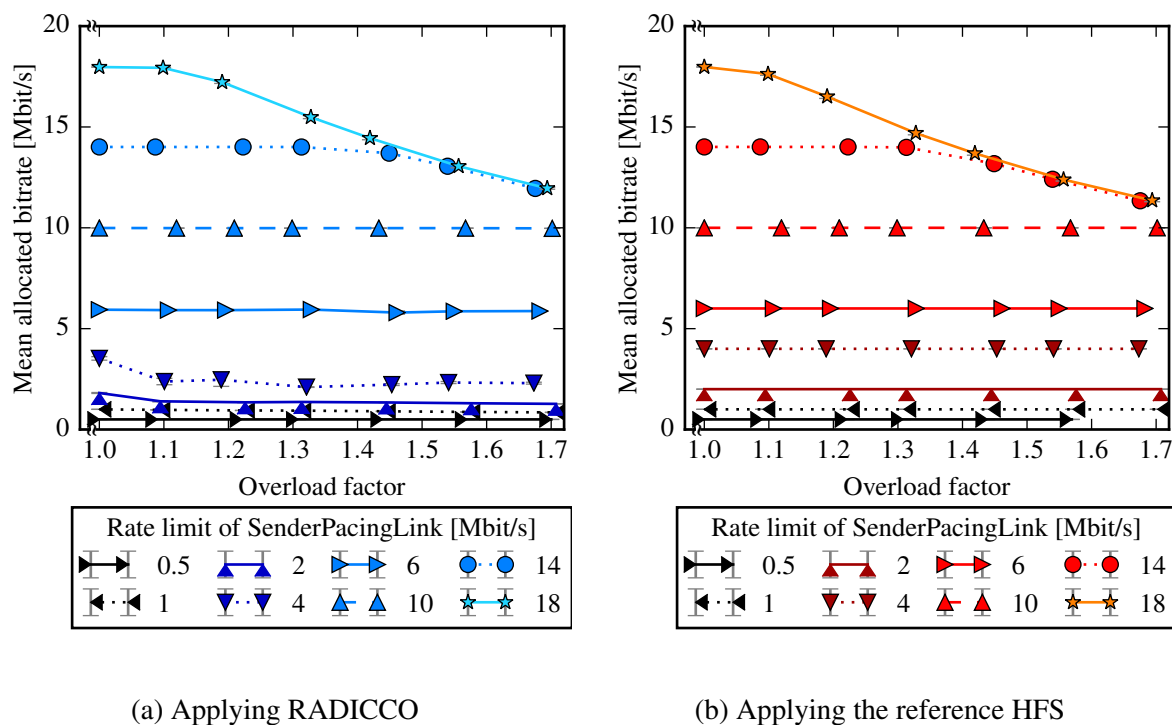 20
15
10
5
0
Mean allocated bitrate [Mbit/s]
1.0 1.1 1.2 1.3 1.4 1.5 1.6 1.7
Overload factor
Rate limit of SenderPacingLink [Mbit/s]
0.5 2 6 14
1 4 10 18
(a) Applying RADICCO
20
15
10
5
0
Mean allocated bitrate [Mbit/s]
1.0 1.1 1.2 1.3 1.4 1.5 1.6 1.7
Overload factor
Rate limit of SenderPacingLink [Mbit/s]
0.5 2 6 14
1 4 10 18
(b) Applying the reference HFS